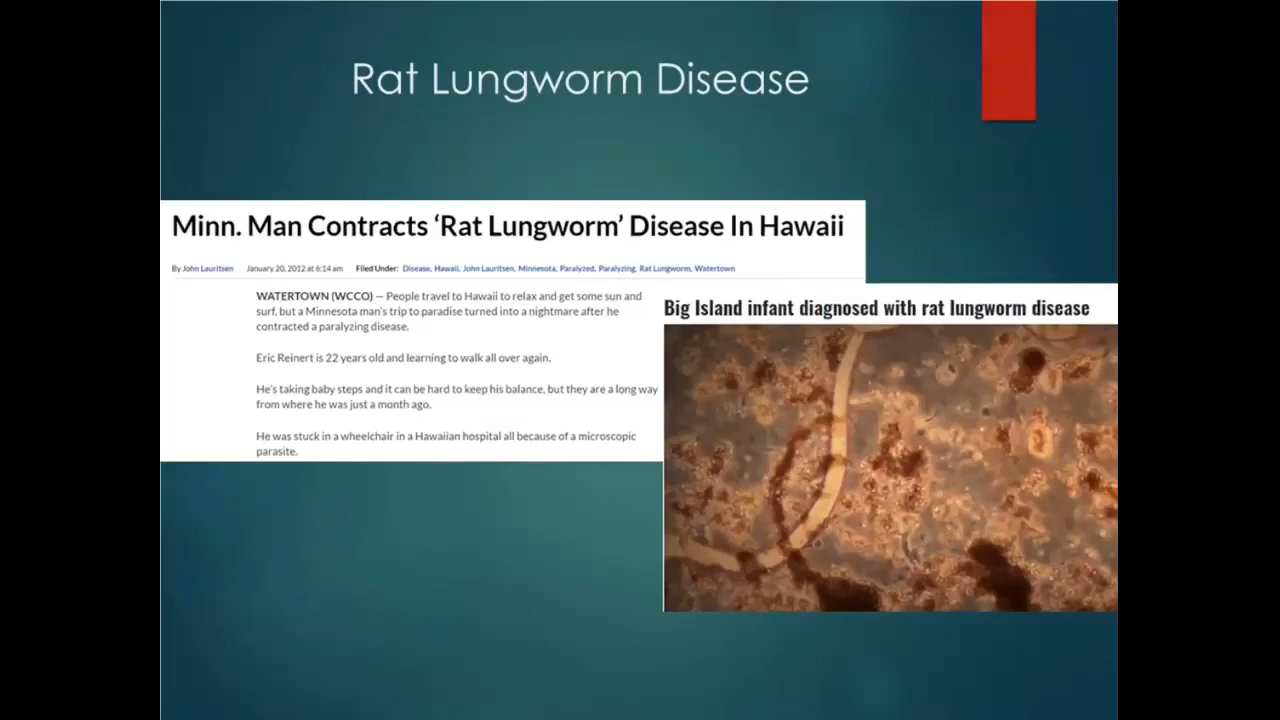 Rat Lungworm Disease
Minn. Man Contracts ‘Rat Lungworm’ Disease In Hawaii
By John Lauritsen January 20, 2012 at 6:14 am Filed Under: Disease, Hawaii, John Lauritsen, Minnesota, Paralyzed, Paralyzing, Rat Lungworm, Watertown
WATERTOWN (WCCO) — People travel to Hawaii to relax and get some sun and
surf, but a Minnesota man’s trip to paradise turned into a nightmare after he
contracted a paralyzing disease.
Eric Reinert is 22 years old and learning to walk all over again.
He’s taking baby steps and it can be hard to keep his balance, but they are a long way
from where he was just a month ago.
He was stuck in a wheelchair in a Hawaiian hospital all because of a microscopic
parasite.
Big Island infant diagnosed with rat lungworm disease